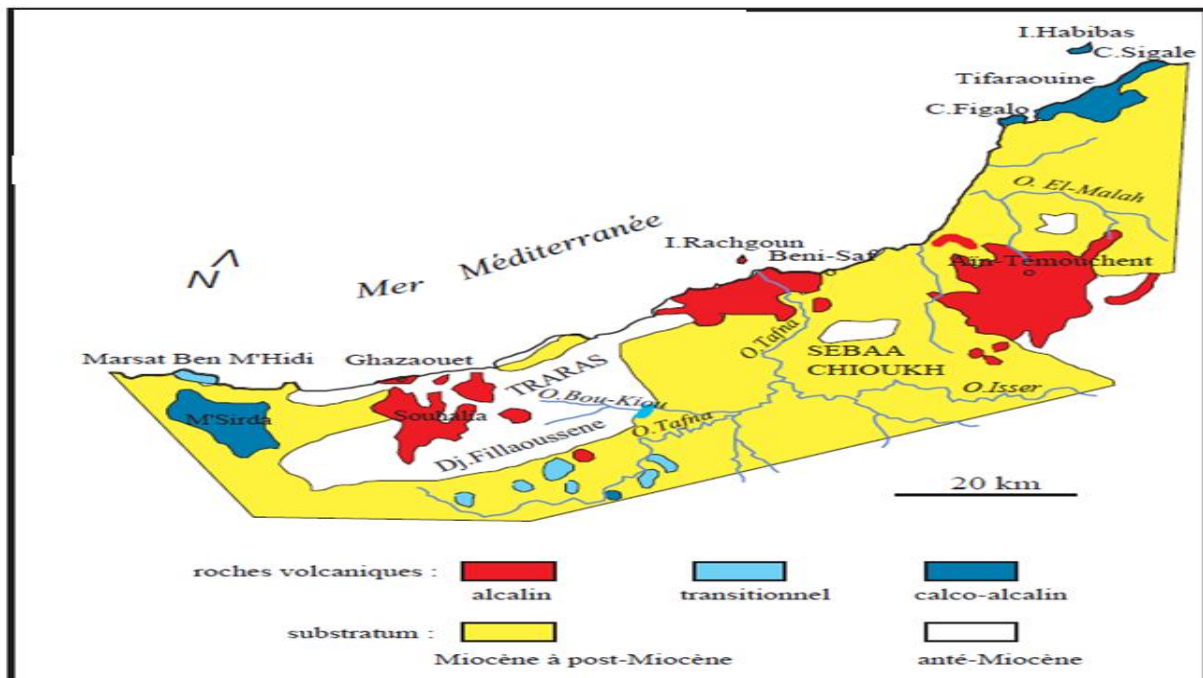 I.Habibas
C.Sigale
Tifaraouine
C.Figalo
O. El-Malah
Mer Méditerranée
N
I.Rachgoun
Beni-Saf
Aïn-Temouchent
O.Tafna
SEBAA
CHIOUKH
O.Isser
Marsat Ben M'Hidi
Ghazaouet
TRARAS
O.Bou-Kiou
M'Sirda
Souhalia
O.Tafna
Dj.Fillaoussene
20 km
roches volcaniques :
alcalin
transitionnel
calco-alcalin
substratum :
Miocène à post-Miocène
anté-Miocène